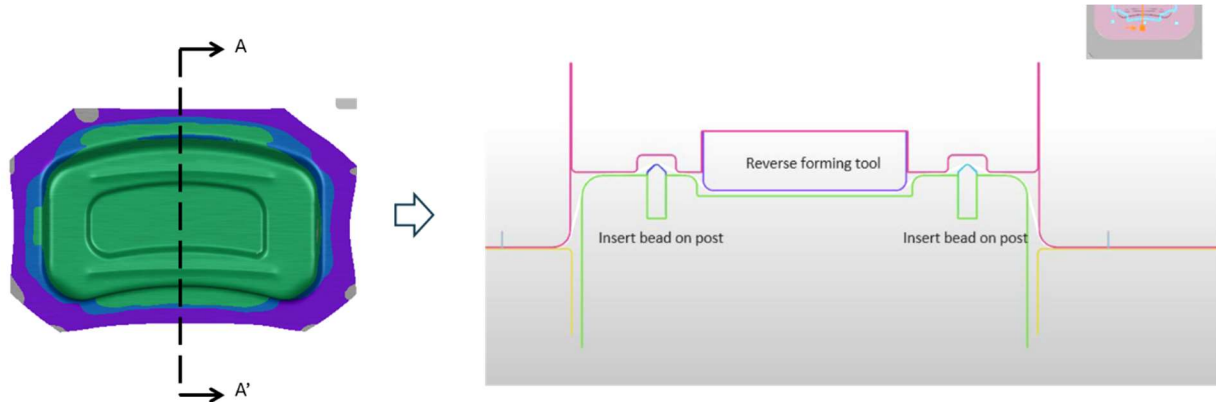 A
Reverse forming tool
Insert bead on post
Insert bead on post
A'